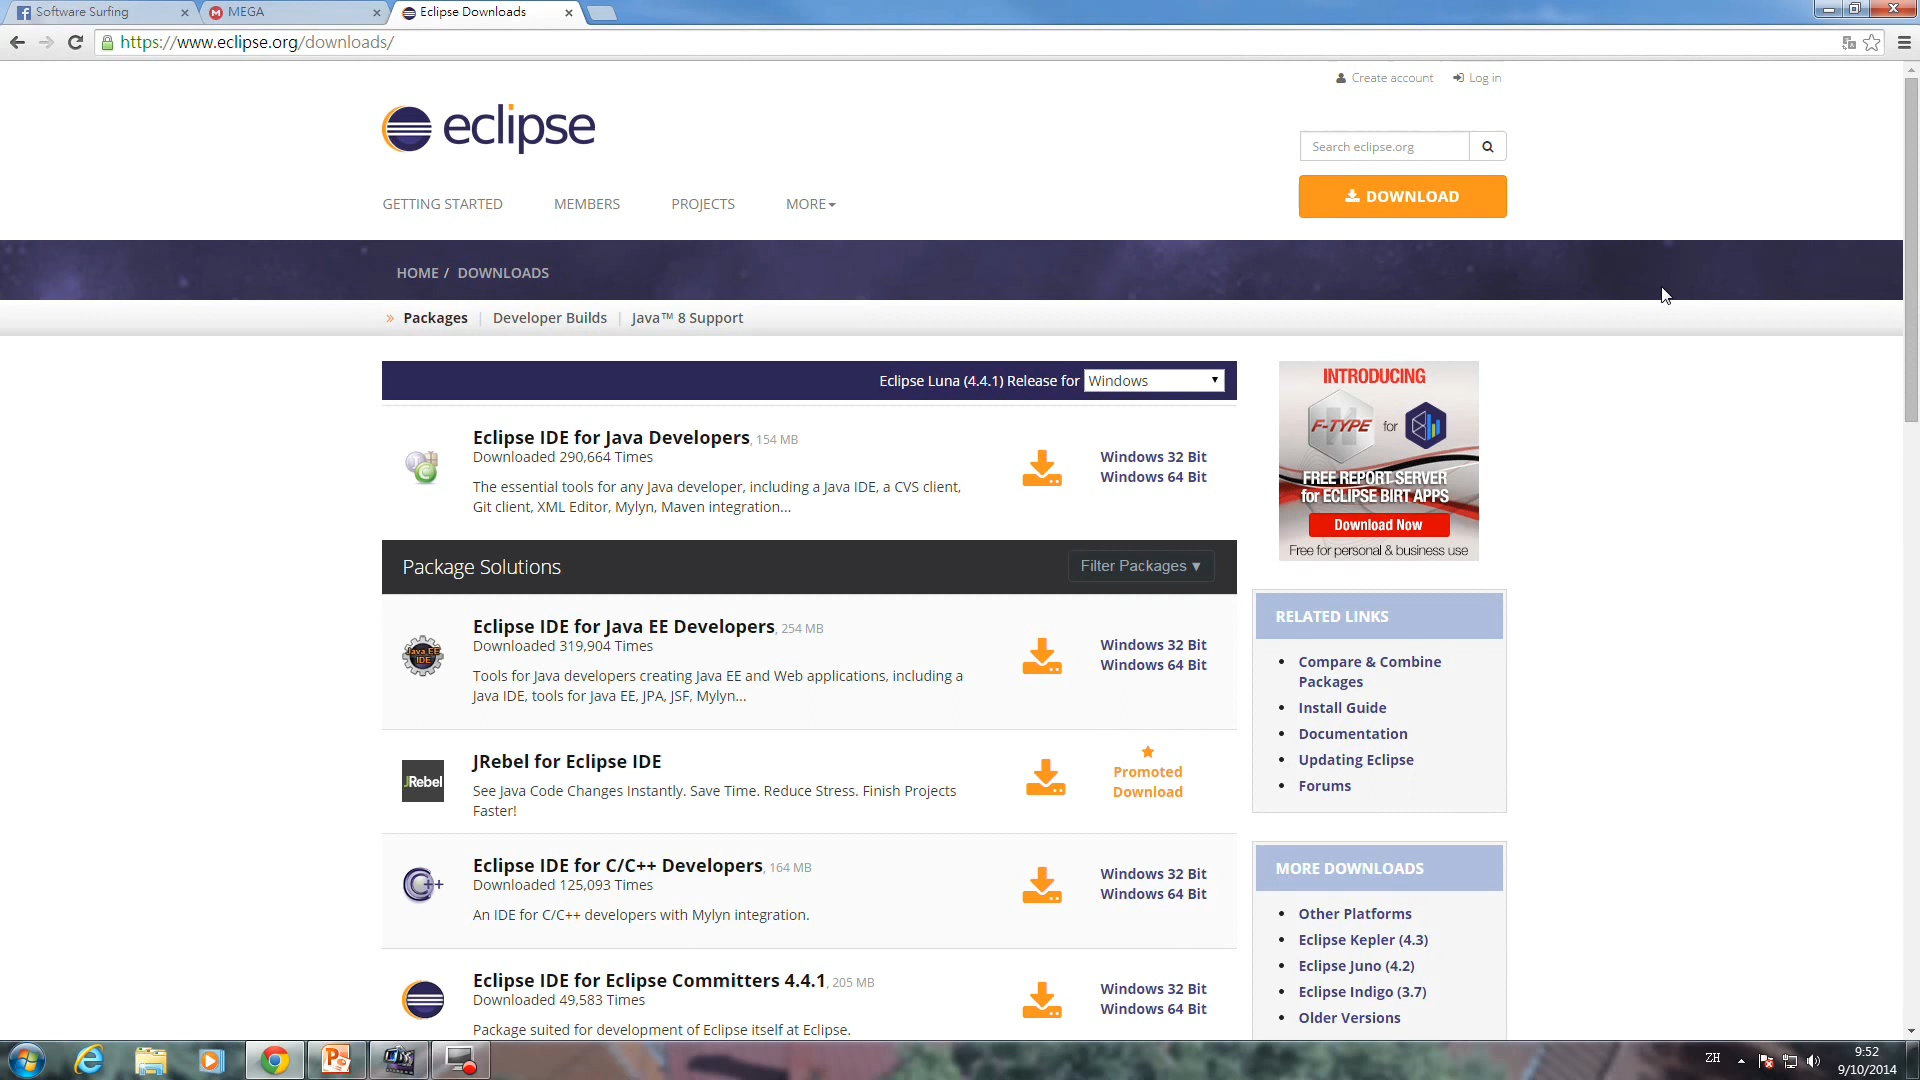 Software Surfing
MEGA
Eclipse Downloads
https://www.eclipse.org/downloads/
Create account
Log in
eclipse
Search eclipse.org
DOWNLOAD
GETTING STARTED
MEMBERS
PROJECTS
MORE
HOME / DOWNLOADS
Packages
Developer Builds
Java™ 8 Support
Eclipse Luna (4.4.1) Release for
Windows
Eclipse IDE for Java Developers, 154 MB
Downloaded 290,664 Times
The essential tools for any Java developer, including a Java IDE, a CVS client,
Git client, XML Editor, Mylyn, Maven integration...
Windows 32 Bit
Windows 64 Bit
Package Solutions
Filter Packages ▾
Eclipse IDE for Java EE Developers, 254 MB
Downloaded 319,904 Times
Tools for Java developers creating Java EE and Web applications, including a
Java IDE, tools for Java EE, JPA, JSF, Mylyn...
Java EE
IDE
Windows 32 Bit
Windows 64 Bit
JRebel
JRebel for Eclipse IDE
See Java Code Changes Instantly. Save Time. Reduce Stress. Finish Projects
Faster!
Promoted
Download
C++
Eclipse IDE for C/C++ Developers, 164 MB
Downloaded 125,093 Times
An IDE for C/C++ developers with Mylyn integration.
Windows 32 Bit
Windows 64 Bit
Eclipse IDE for Eclipse Committers 4.4.1, 205 MB
Downloaded 49,583 Times
Package suited for development of Eclipse itself at Eclipse.
Windows 32 Bit
Windows 64 Bit
INTRODUCING
F-TYPE for
FREE REPORT SERVER
for ECLIPSE BIRT APPS
Download Now
Free for personal & business use
RELATED LINKS
Compare & Combine
Packages
Install Guide
Documentation
Updating Eclipse
Forums
MORE DOWNLOADS
Other Platforms
Eclipse Kepler (4.3)
Eclipse Juno (4.2)
Eclipse Indigo (3.7)
Older Versions
ZH
9:52
9/10/2014